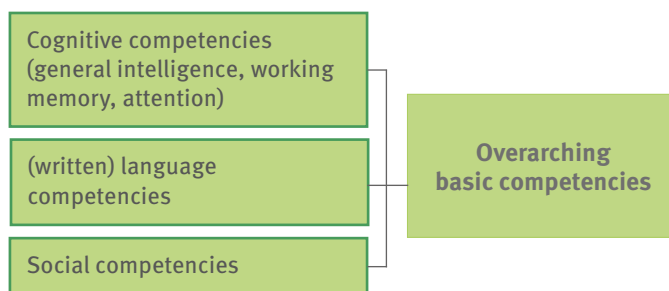 Cognitive competencies
(general intelligence, working
memory, attention)
(written) language
competencies
Social competencies
Overarching
basic competencies